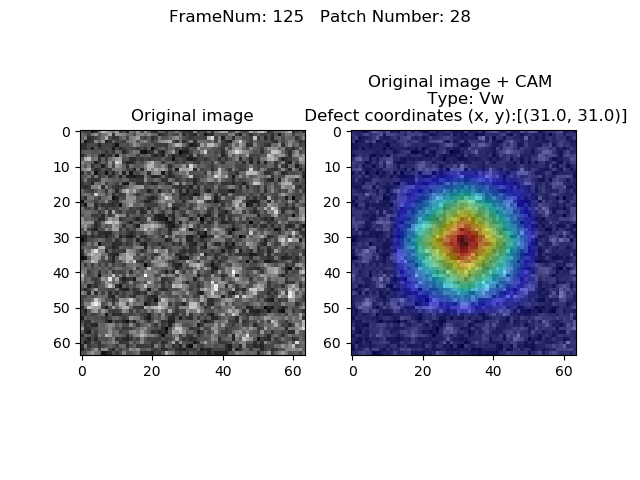 FrameNum: 125   Patch Number: 28
Original image
Original image + CAM
Type: Vw
Defect coordinates (x, y):[(31.0, 31.0)]
0
10
20
30
40
50
60
0 20 40 60
0
10
20
30
40
50
60
0 20 40 60